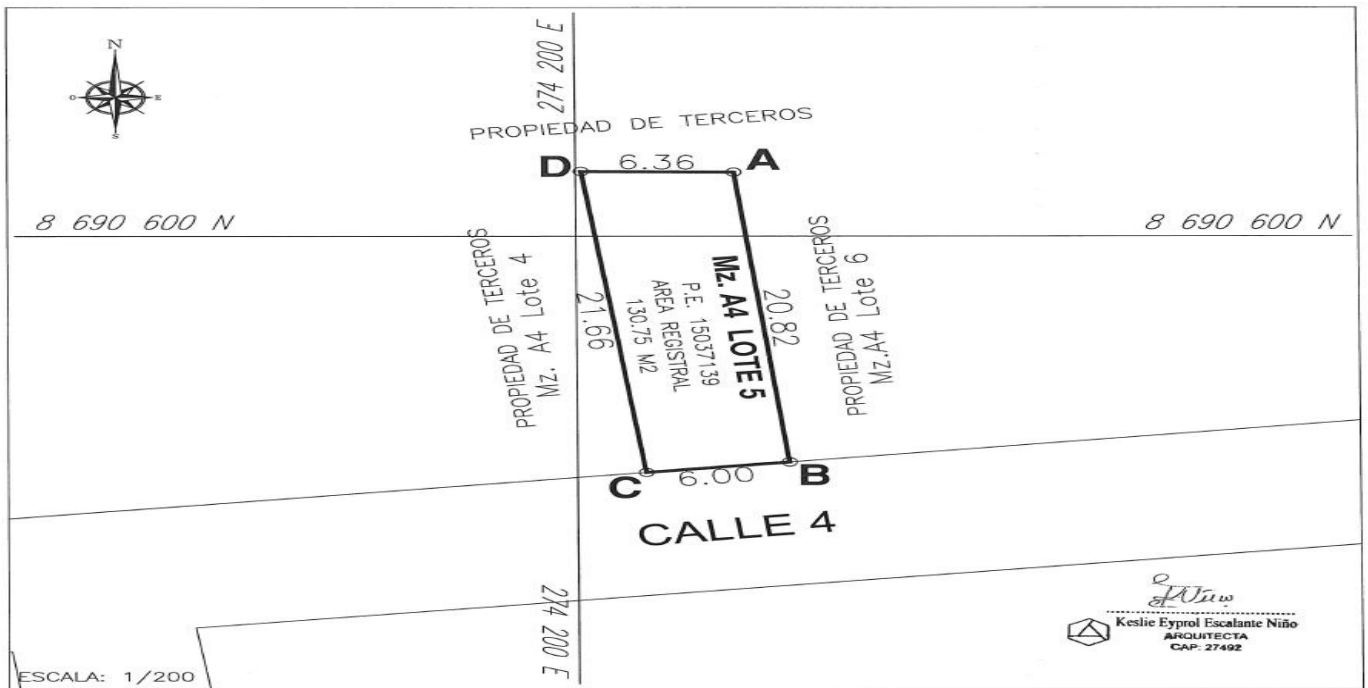 N
O
E
S
274 200 E
PROPIEDAD DE TERCEROS
D
6.36
A
8 690 600 N
8 690 600 N
PROPIEDAD DE TERCEROS
Mz. A4 Lote 4
21.66
Mz. A4 LOTE 5
P.E. 15037139
AREA REGISTRAL
130.75 M2
20.82
PROPIEDAD DE TERCEROS
Mz.A4 Lote 6
C
6.00
B
CALLE 4
274 200 E
ESCALA: 1/200
Keslie Eyprol Escalante Niño
ARQUITECTA
CAP: 27492